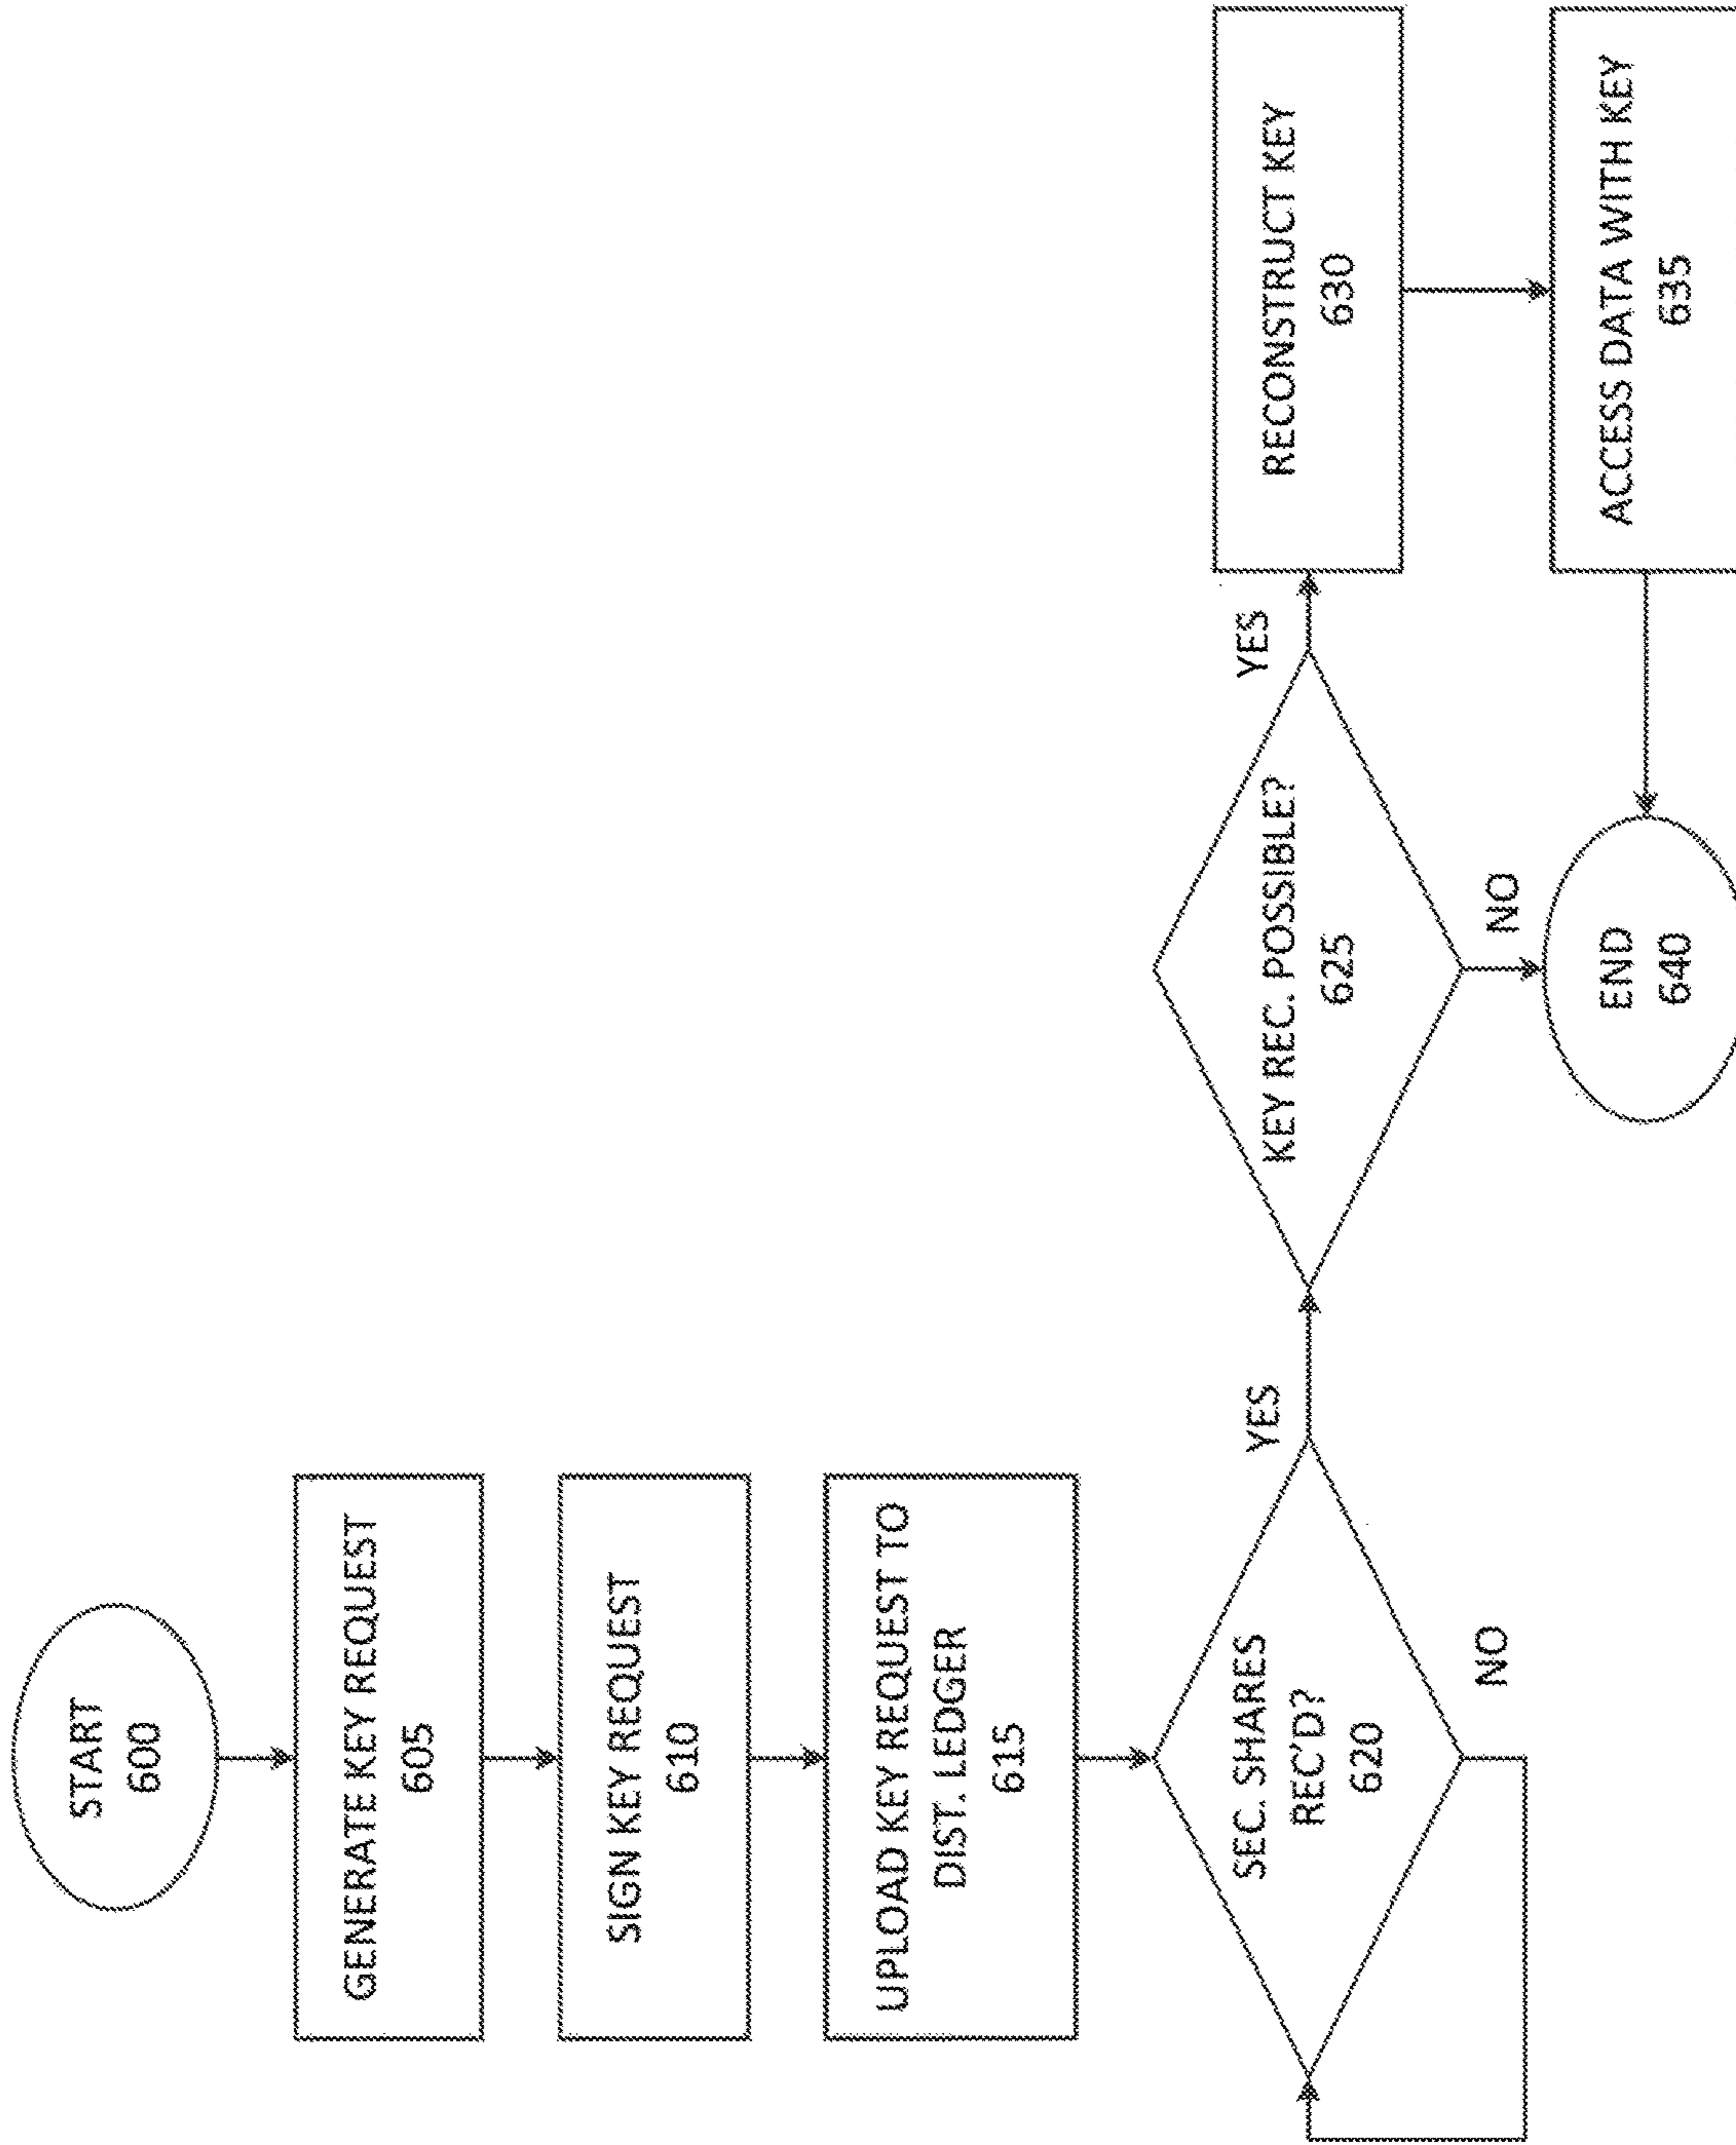 START
600
GENERATE KEY REQUEST
605
SIGN KEY REQUEST
610
UPLOAD KEY REQUEST TO
DIST. LEDGER
615
SEC. SHARES
REC'D?
620
NO
YES
KEY REC. POSSIBLE?
625
NO
YES
RECONSTRUCT KEY
630
ACCESS DATA WITH KEY
635
END
640